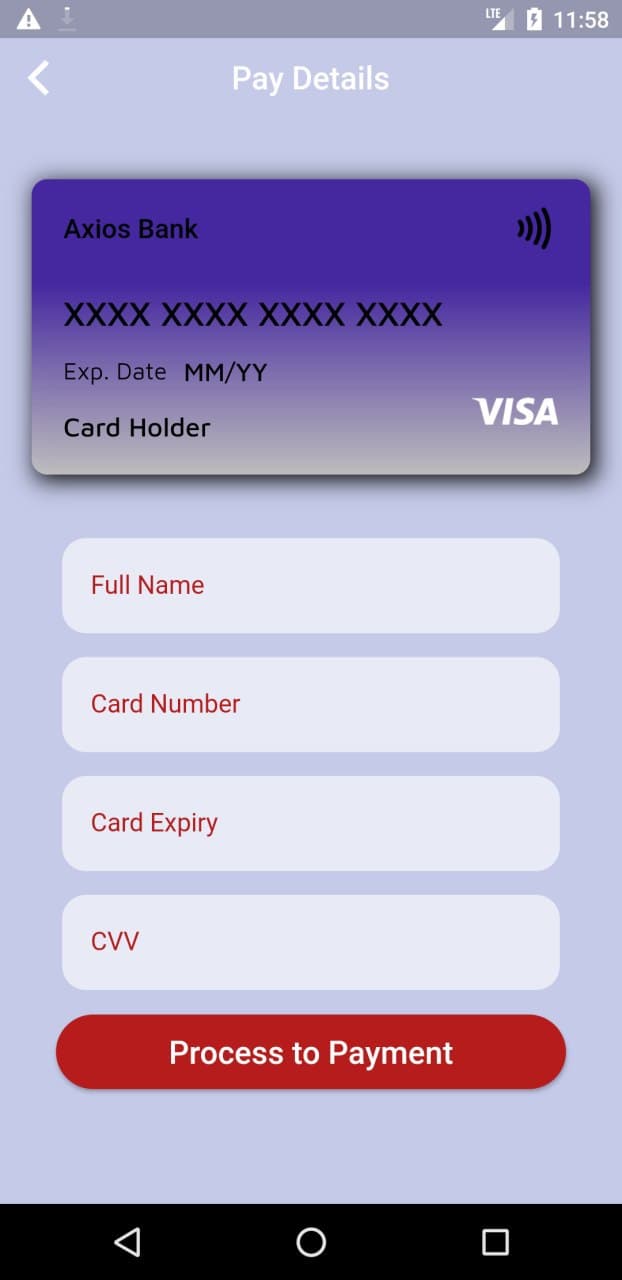 LTE 11:58
Pay Details
Axios Bank
XXXX XXXX XXXX XXXX
Exp. Date MM/YY
VISA
Card Holder
Full Name
Card Number
Card Expiry
CVV
Process to Payment